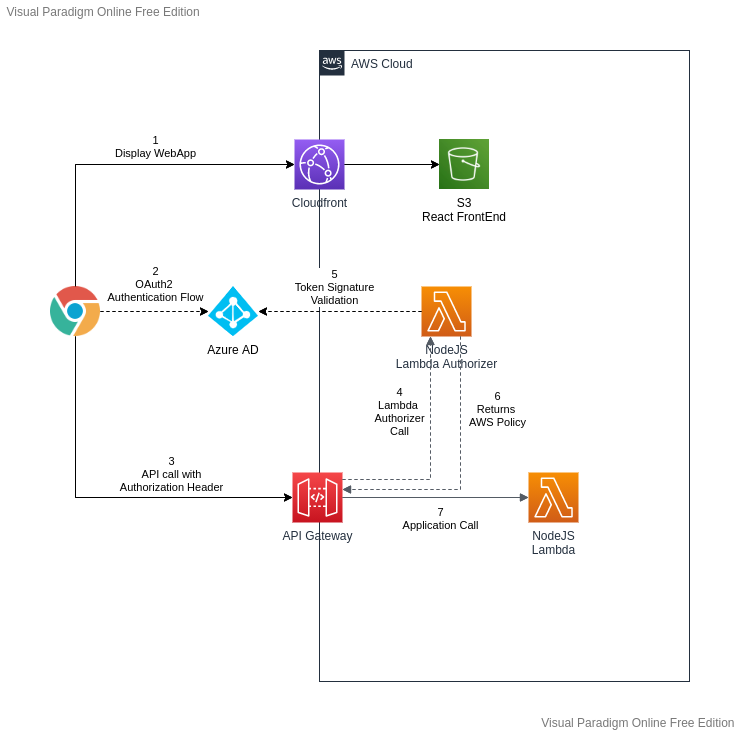 Visual Paradigm Online Free Edition
aws
AWS Cloud
1
Display WebApp
Cloudfront
S3
React FrontEnd
2
OAuth2
Authentication Flow
5
Token Signature
Validation
Azure AD
NodeJS
Lambda Authorizer
4
Lambda
Authorizer
Call
6
Returns
AWS Policy
3
API call with
Authorization Header
</>
API Gateway
7
Application Call
NodeJS
Lambda
Visual Paradigm Online Free Edition